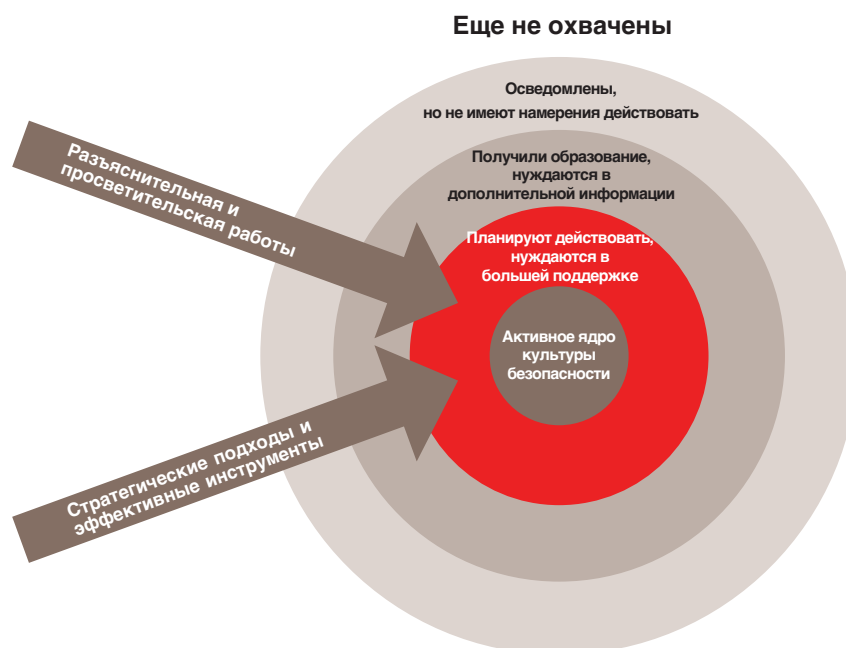 Еще не охвачены
Осведомлены,
но не имеют намерения действовать
Получили образование,
нуждаются в
дополнительной информации
Планируют действовать,
нуждаются в
большей поддержке
Активное ядро
культуры
безопасности
Разъяснительная и
просветительская работы
Стратегические подходы и
эффективные инструменты